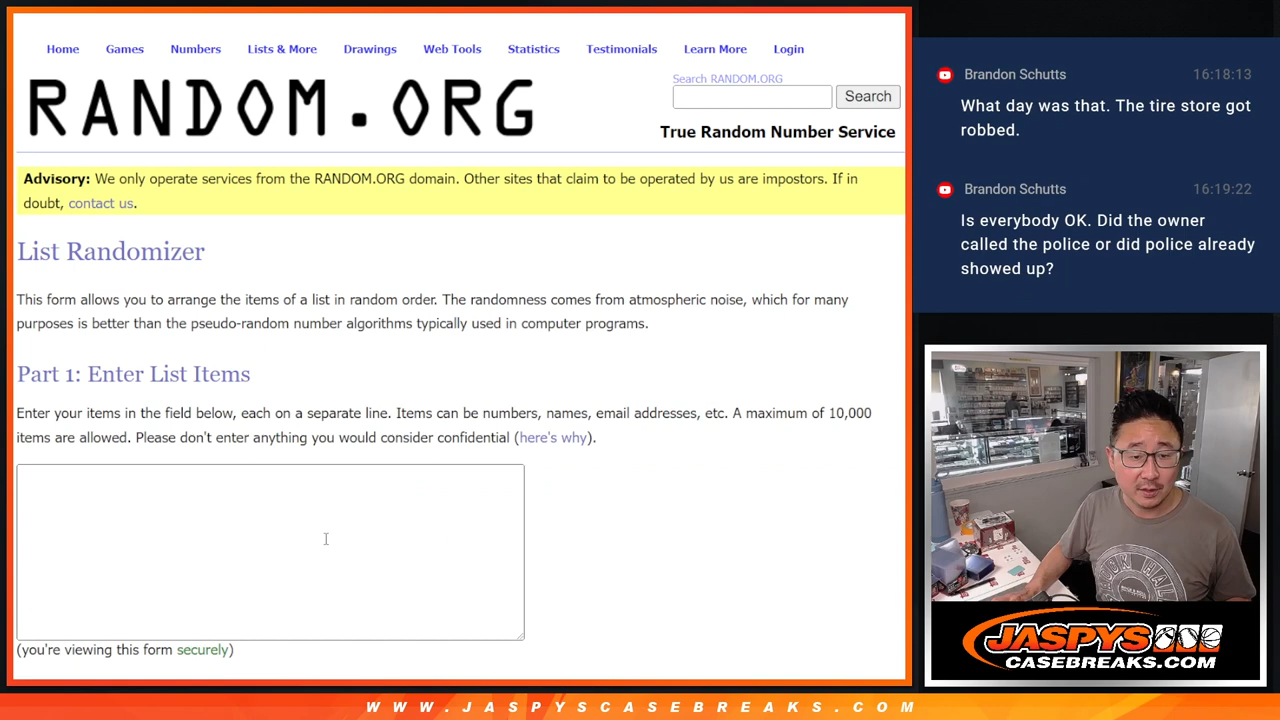 Home Games Numbers Lists & More Drawings Web Tools Statistics Testimonials Learn More Login
RANDOM.ORG
Search RANDOM.ORG
Search
True Random Number Service
Advisory: We only operate services from the RANDOM.ORG domain. Other sites that claim to be operated by us are impostors. If in
doubt, contact us.
List Randomizer
This form allows you to arrange the items of a list in random order. The randomness comes from atmospheric noise, which for many
purposes is better than the pseudo-random number algorithms typically used in computer programs.
Part 1: Enter List Items
Enter your items in the field below, each on a separate line. Items can be numbers, names, email addresses, etc. A maximum of 10,000
items are allowed. Please don't enter anything you would consider confidential (here's why).
(you're viewing this form securely)
Brandon Schutts 16:18:13
What day was that. The tire store got
robbed.
Brandon Schutts 16:19:22
Is everybody OK. Did the owner
called the police or did police already
showed up?
JASPYS
CASEBREAKS.COM
WWW.JASPYSCASEBREAKS.COM